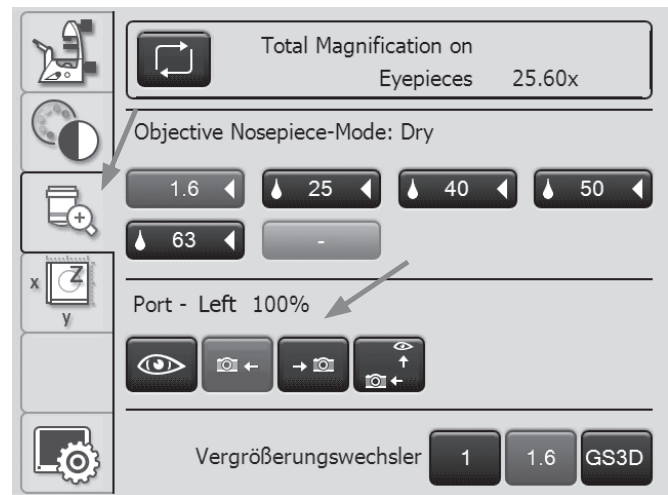 Total Magnification on
Eyepieces 25.60x
Objective Nosepiece-Mode: Dry
1.6 25 40 50
63 -
Port - Left 100%
x Z
y
Vergrößerungswechsler 1 1.6 GS3D